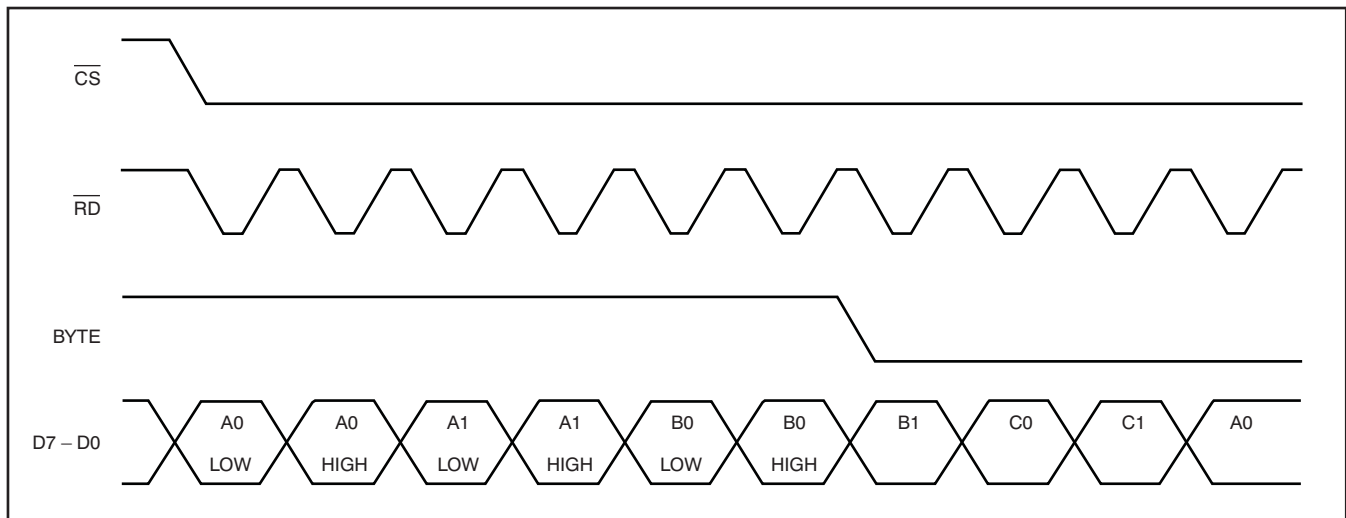 CS
RD
BYTE
D7 – D0
A0 A0 A1 A1 B0 B0 B1 C0 C1 A0
LOW HIGH LOW HIGH LOW HIGH